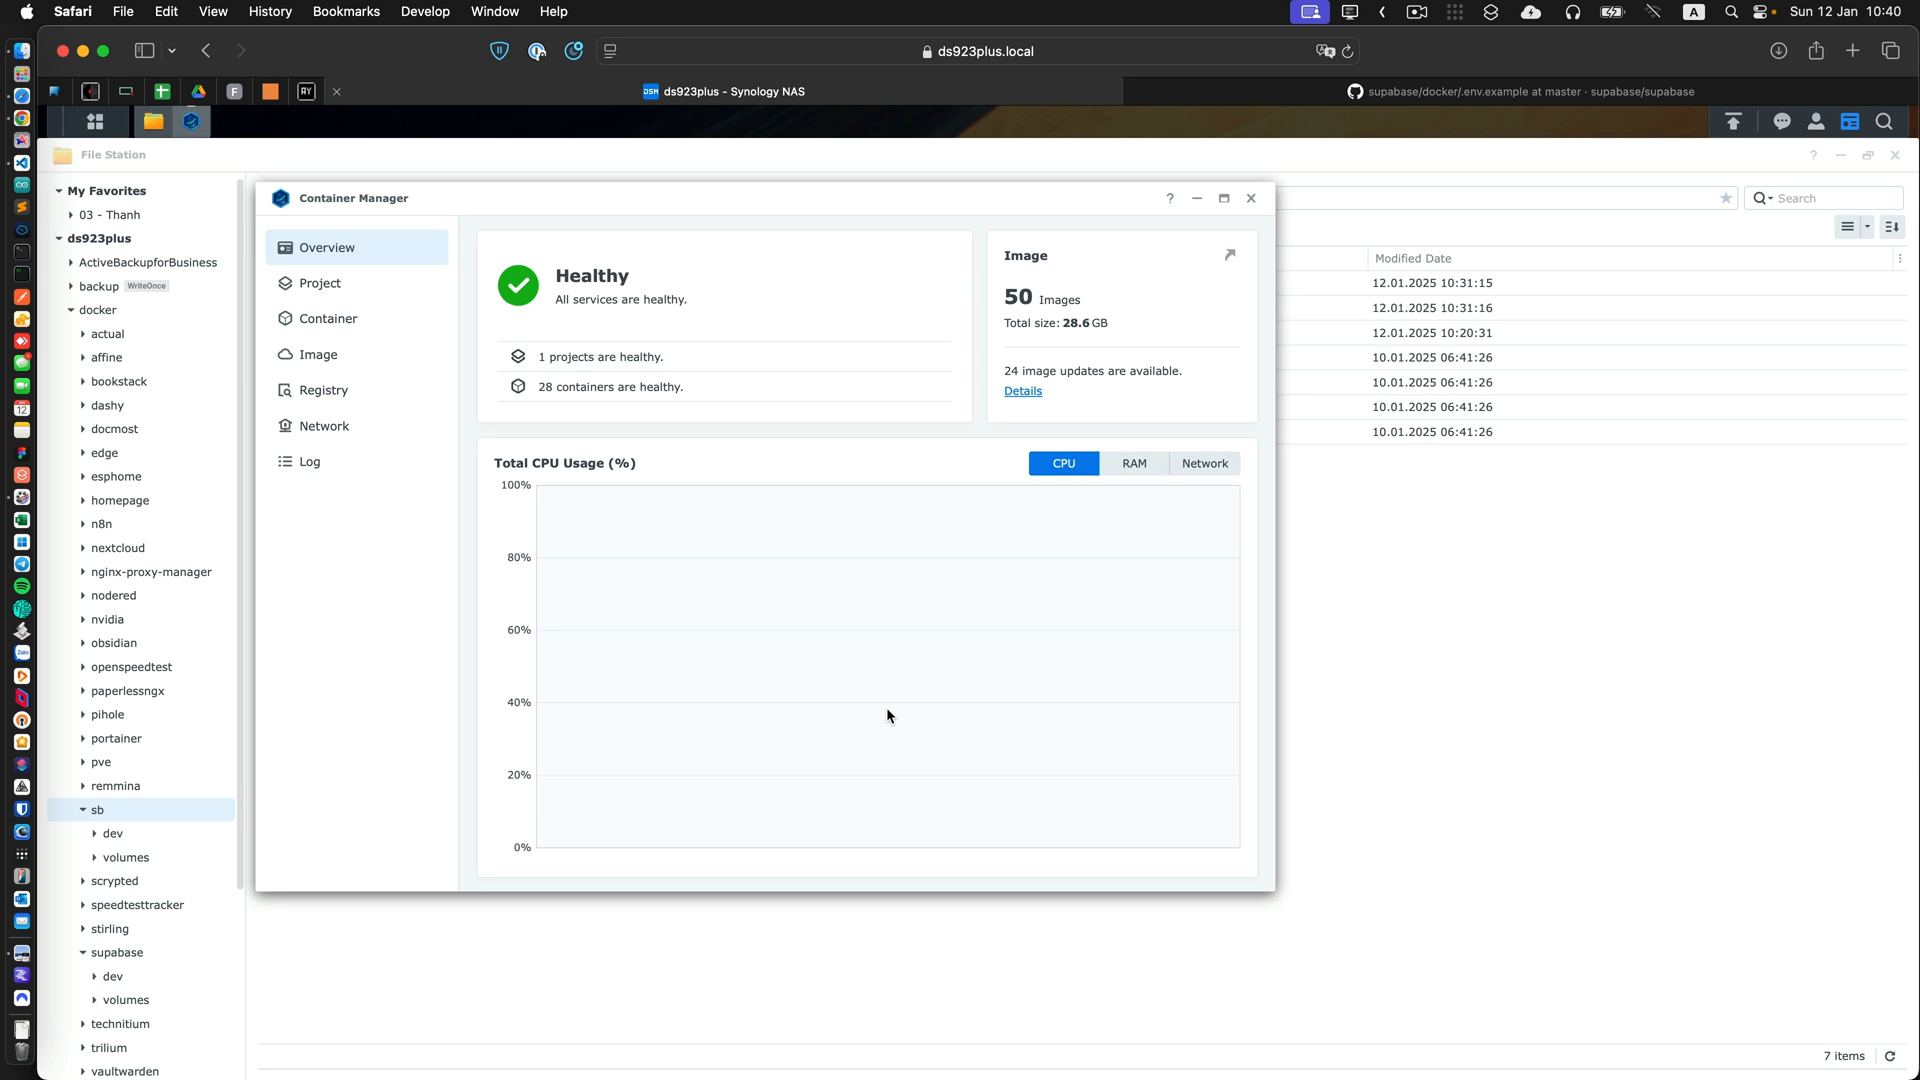 Safari File Edit View History Bookmarks Develop Window Help
A
Sun 12 Jan 10:40
ds923plus.local
F
RY
DSM ds923plus - Synology NAS
supabase/docker/.env.example at master · supabase/supabase
File Station
My Favorites
03 - Thanh
ds923plus
ActiveBackupforBusiness
backup WriteOnce
docker
actual
affine
bookstack
dashy
docmost
edge
esphome
homepage
n8n
nextcloud
nginx-proxy-manager
nodered
nvidia
obsidian
openspeedtest
paperlessngx
pihole
portainer
pve
remmina
sb
dev
volumes
scrypted
speedtesttracker
stirling
supabase
dev
volumes
technitium
trilium
vaultwarden
Container Manager
Overview
Project
Container
Image
Registry
Network
Log
Healthy
All services are healthy.
1 projects are healthy.
28 containers are healthy.
Image
50 Images
Total size: 28.6 GB
24 image updates are available.
Details
Total CPU Usage (%)
CPU RAM Network
100%
80%
60%
40%
20%
0%
Search
Modified Date
12.01.2025 10:31:15
12.01.2025 10:31:16
12.01.2025 10:20:31
10.01.2025 06:41:26
10.01.2025 06:41:26
10.01.2025 06:41:26
10.01.2025 06:41:26
7 items